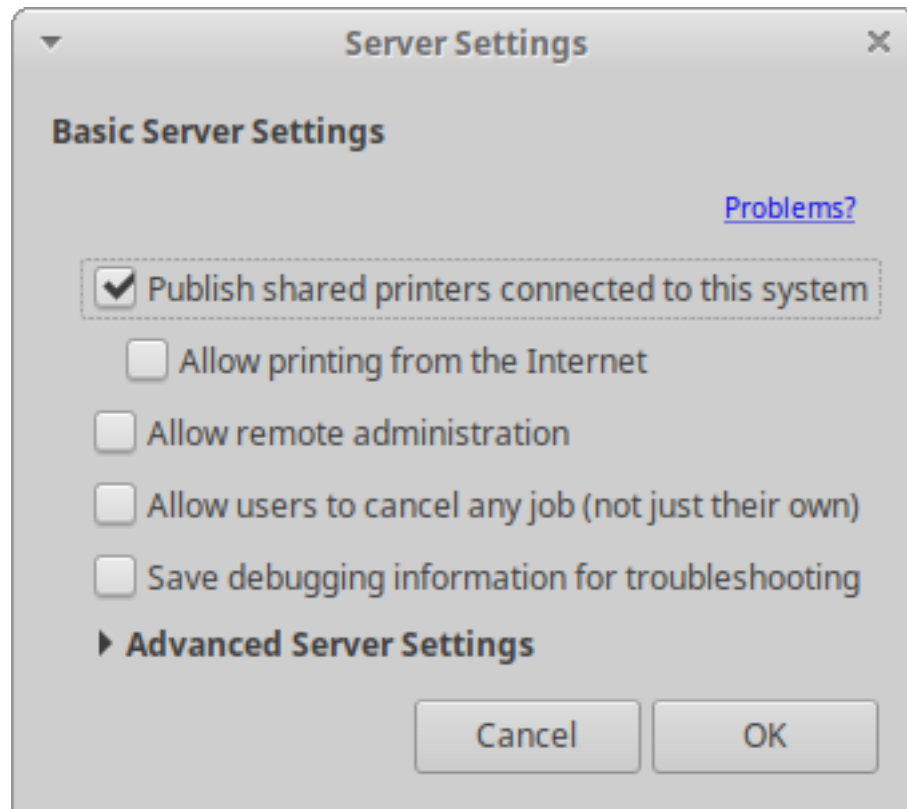 Server Settings
Basic Server Settings
Problems?
Publish shared printers connected to this system
Allow printing from the Internet
Allow remote administration
Allow users to cancel any job (not just their own)
Save debugging information for troubleshooting
Advanced Server Settings
Cancel OK